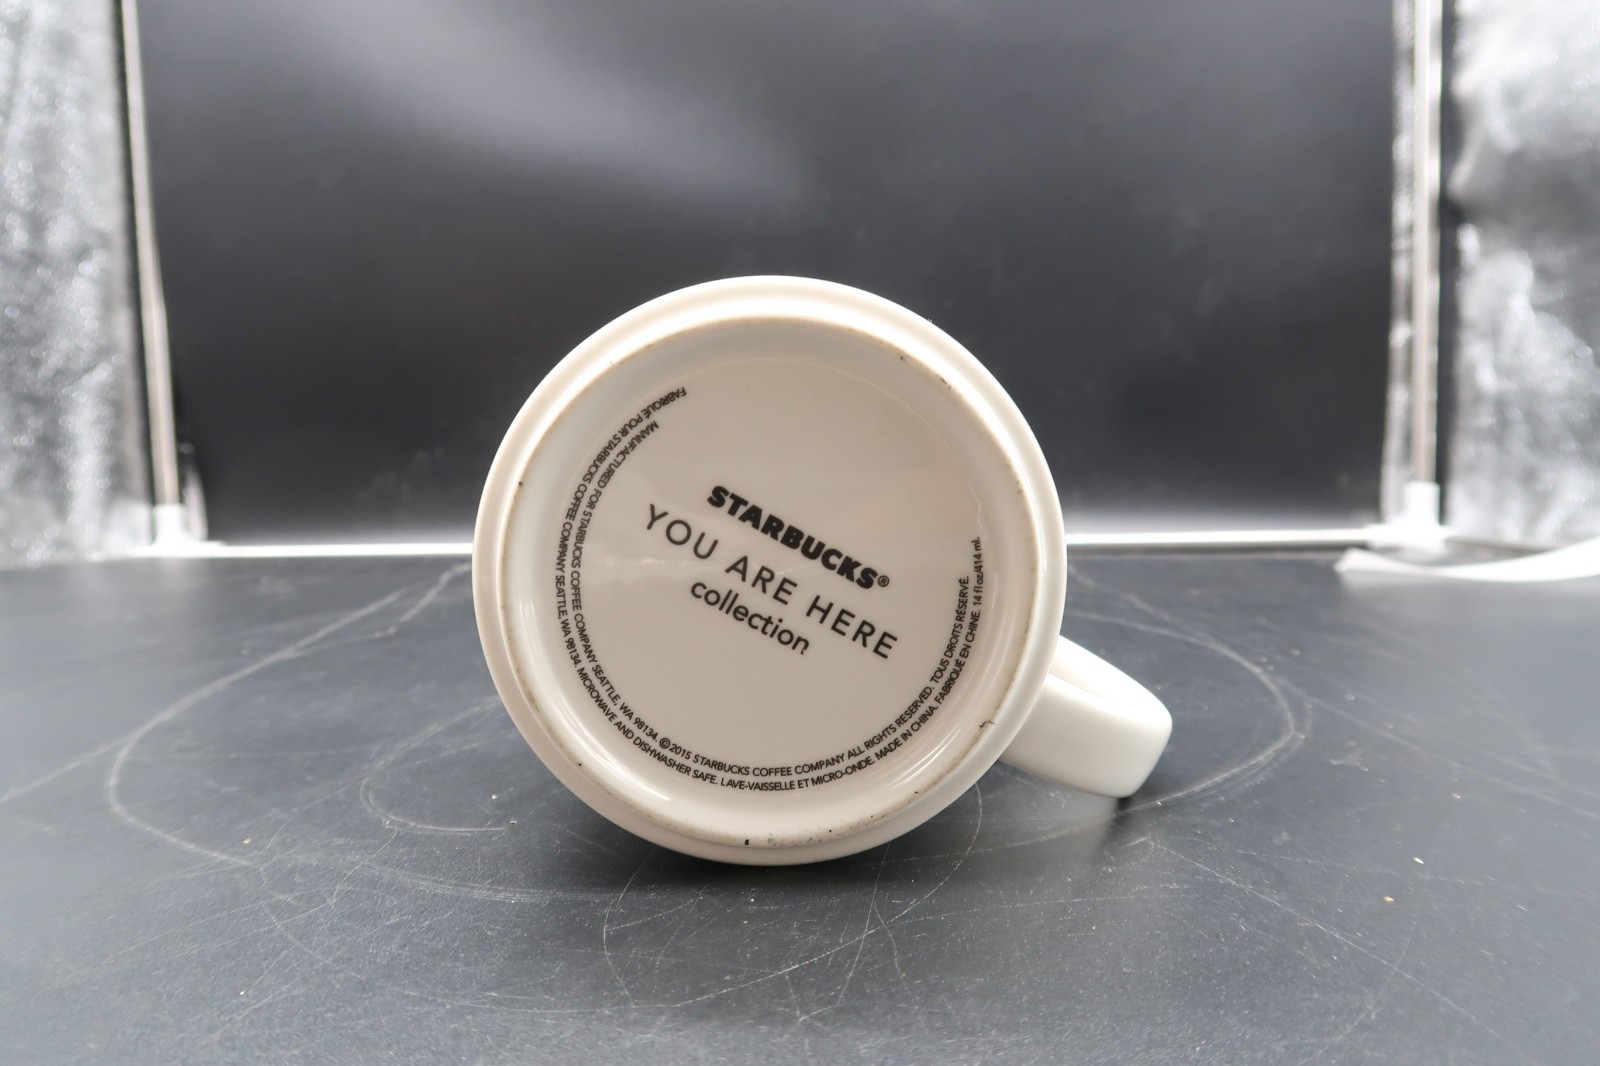 STARBUCKS®
YOU ARE HERE
collection
MANUFACTURED FOR STARBUCKS COFFEE COMPANY SEATTLE, WA 98134. ©2015 STARBUCKS COFFEE COMPANY ALL RIGHTS RESERVED. TOUS DROITS RÉSERVÉ.
FABRIQUÉ POUR STARBUCKS COFFEE COMPANY SEATTLE, WA 98134. MICROWAVE AND DISHWASHER SAFE. LAVE-VAISSELLE ET MICRO-ONDE. MADE IN CHINA. FABRIQUÉ EN CHINE. 14 fl oz/414 mL